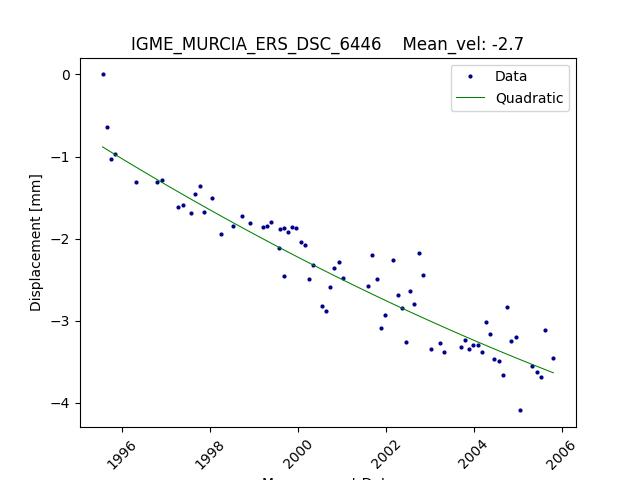 IGME_MURCIA_ERS_DSC_6446    Mean_vel: -2.7
Data
Quadratic
Displacement [mm]
0
−1
−2
−3
−4
1996
1998
2000
2002
2004
2006